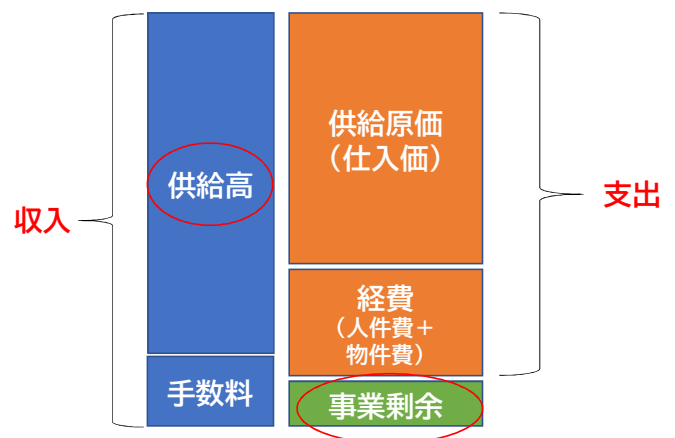 収入
供給高
手数料
供給原価
（仕入価）
経費
（人件費＋
物件費）
事業剰余
支出